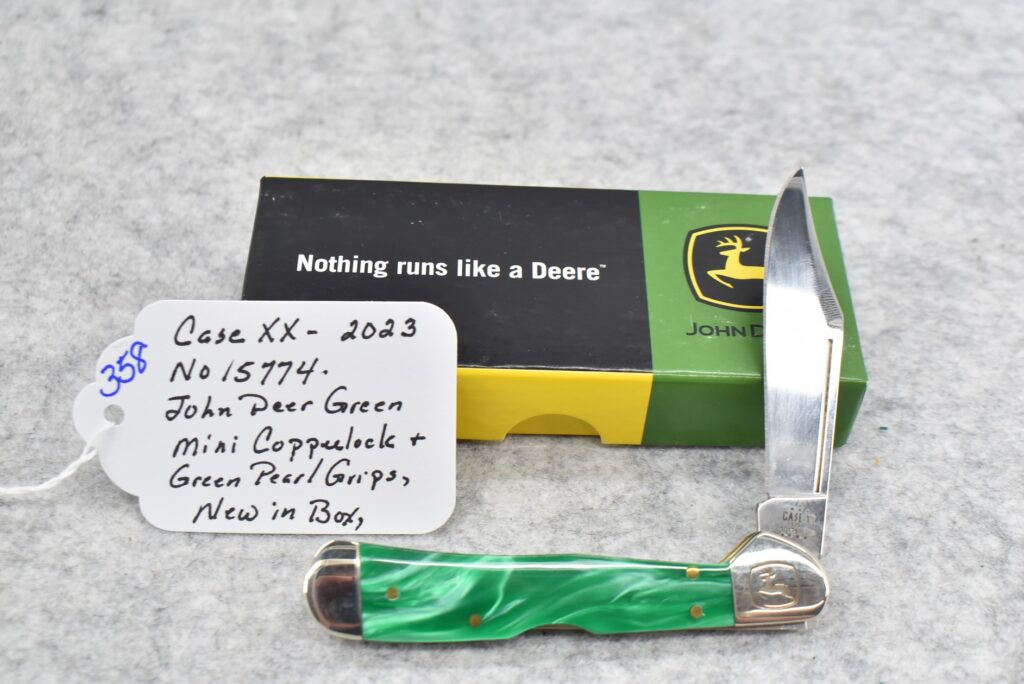 Nothing runs like a Deere™
JOHN D
358
Case XX - 2023
No 15774.
John Deer Green
Mini Copperlock +
Green Pearl Grips,
New in Box,
CASE